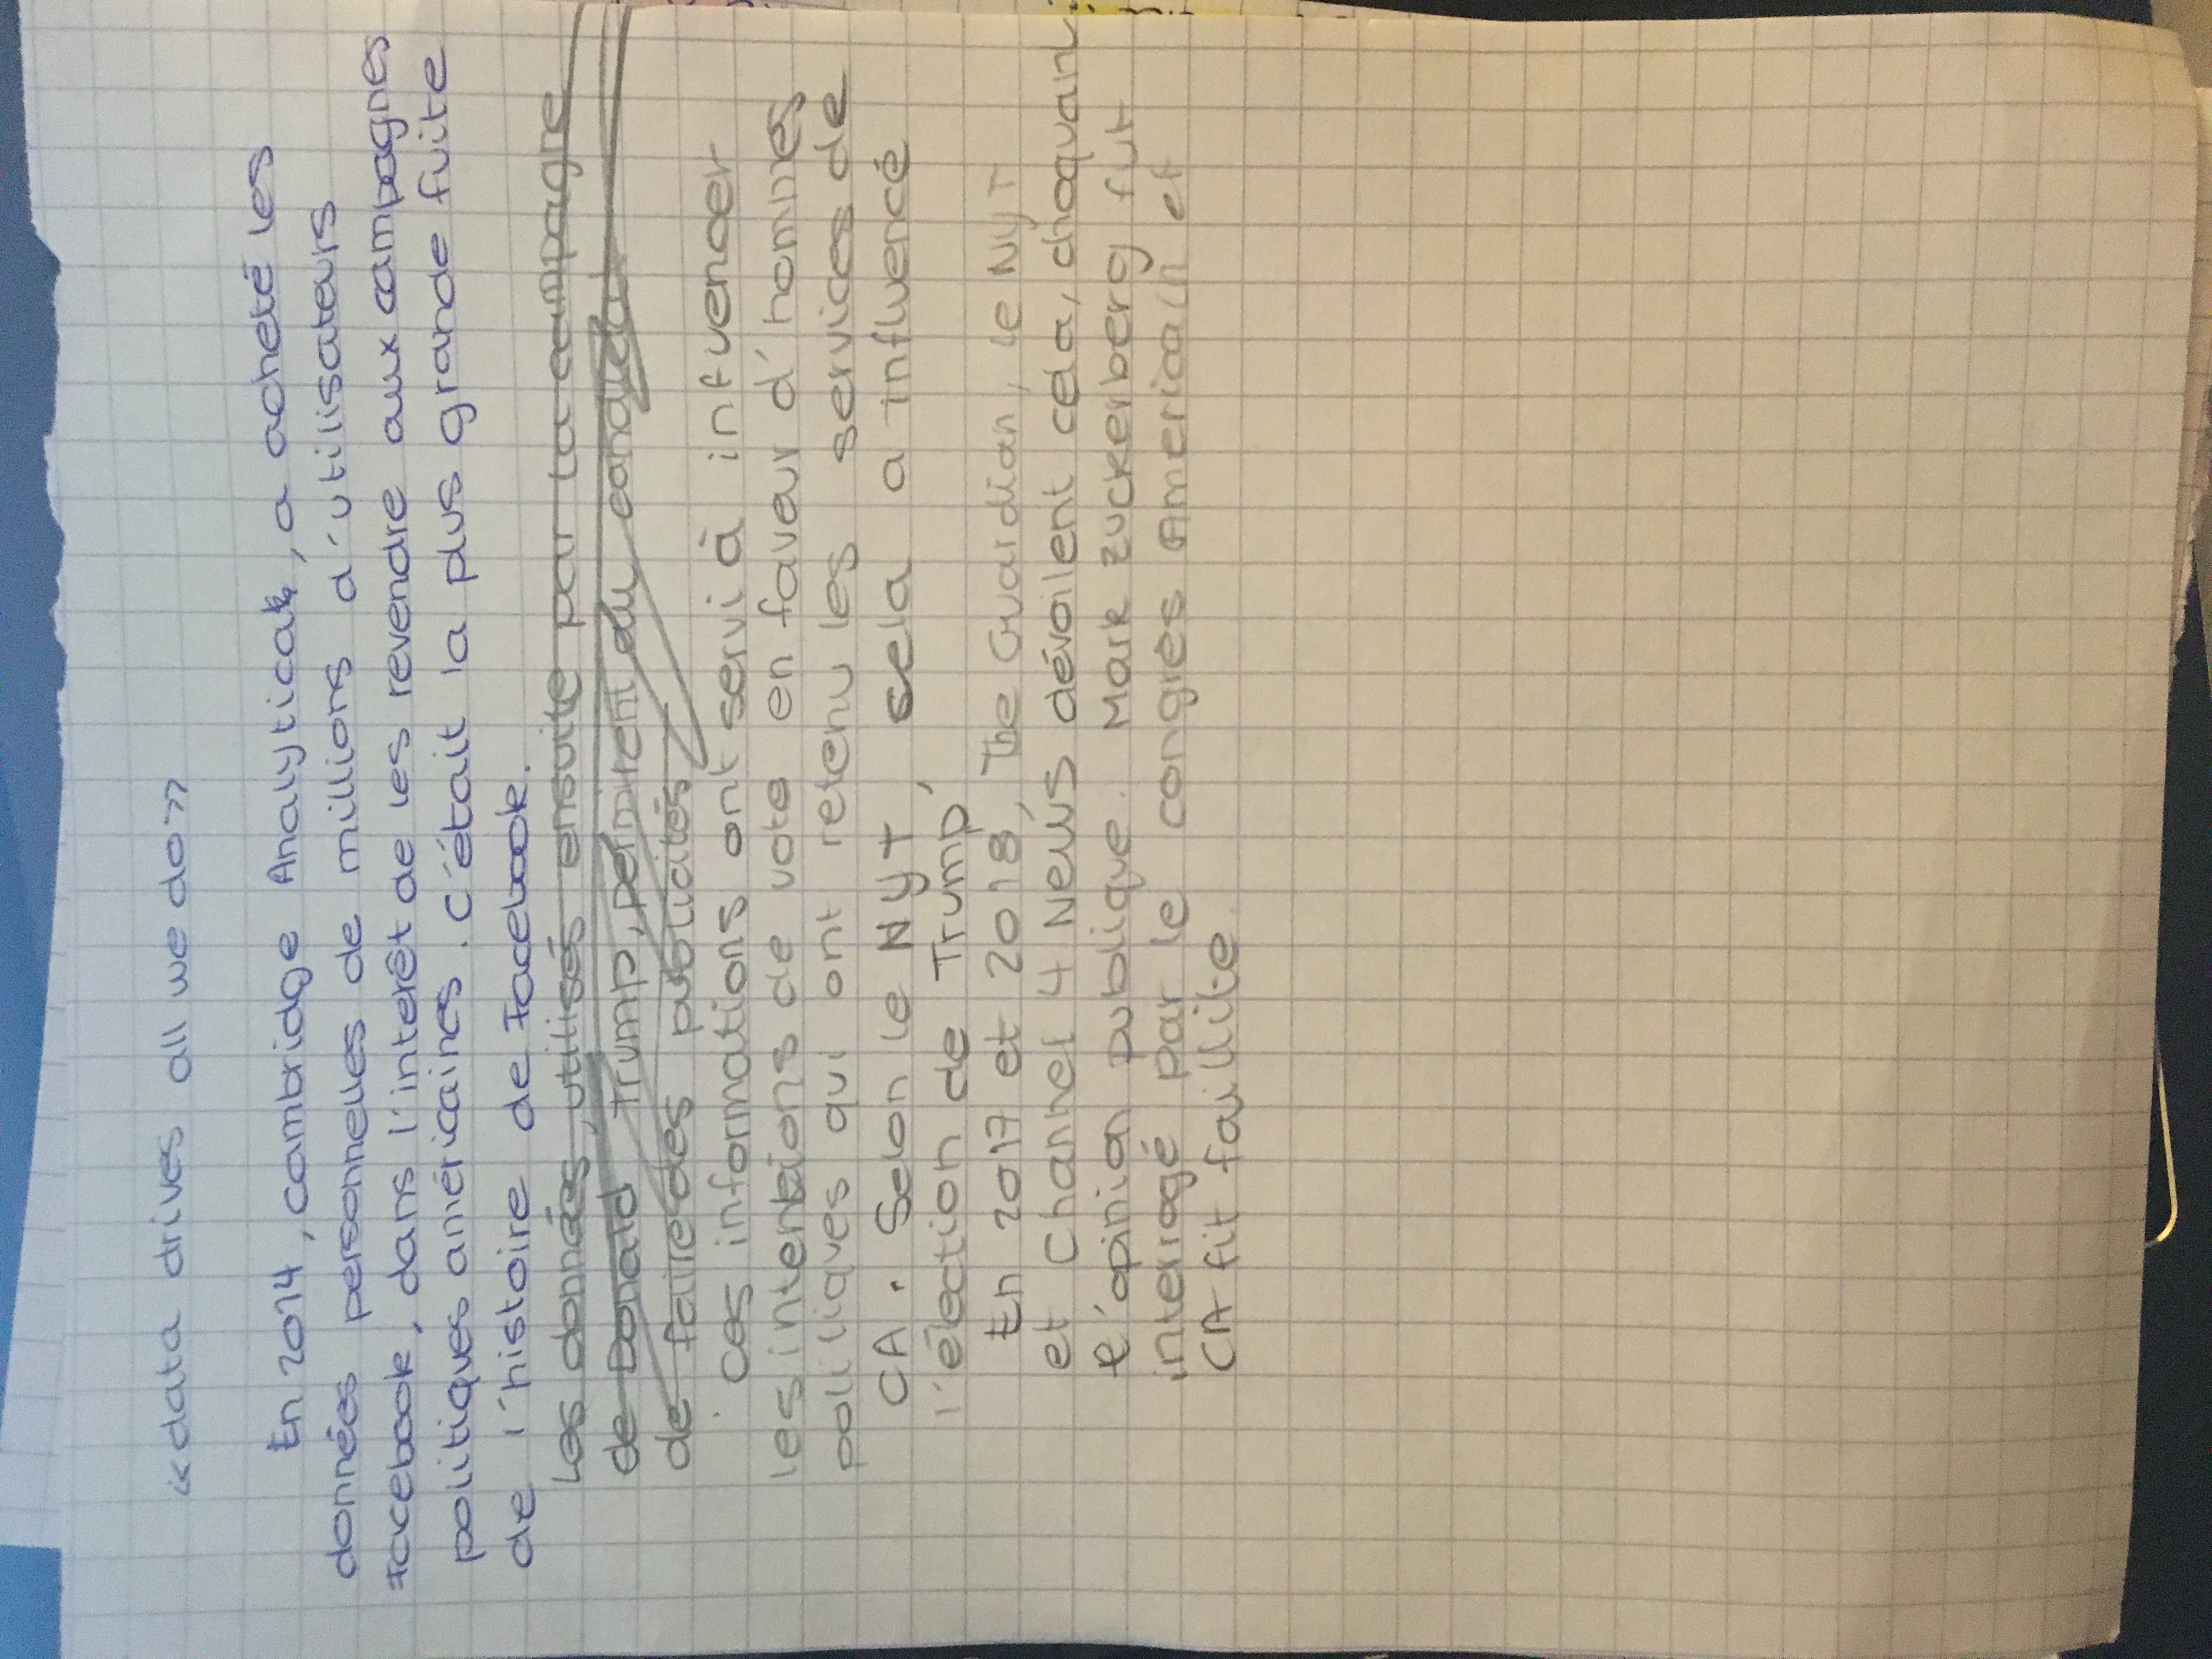 «data drives all we do»
En 2014, cambridge Analytica, a acheté les
données personnelles de millions d'utilisateurs
Facebook, dans l'interêt de les revendre aux campagnes
politiques américaines. C'était la plus grande fuite
de l'histoire de Facebook.
Les données, utilisés ensuite par la campagne
de Donald Trump, permirent au candidat
de faire des publicités
ces informations ont servi à infuencer
les intentions de vote en faveur d'hommes
politiques qui ont retenu les services de
CA. Selon le NYT, cela a influencé
l'élection de Trump
En 2017 et 2018, The Guardian, le NYT
et Channel 4 News dévoilent cela, choquant
l'opinion publique. Mark Zuckerberg fut
interrogé par le congrès Americain et
CA fit faillite.